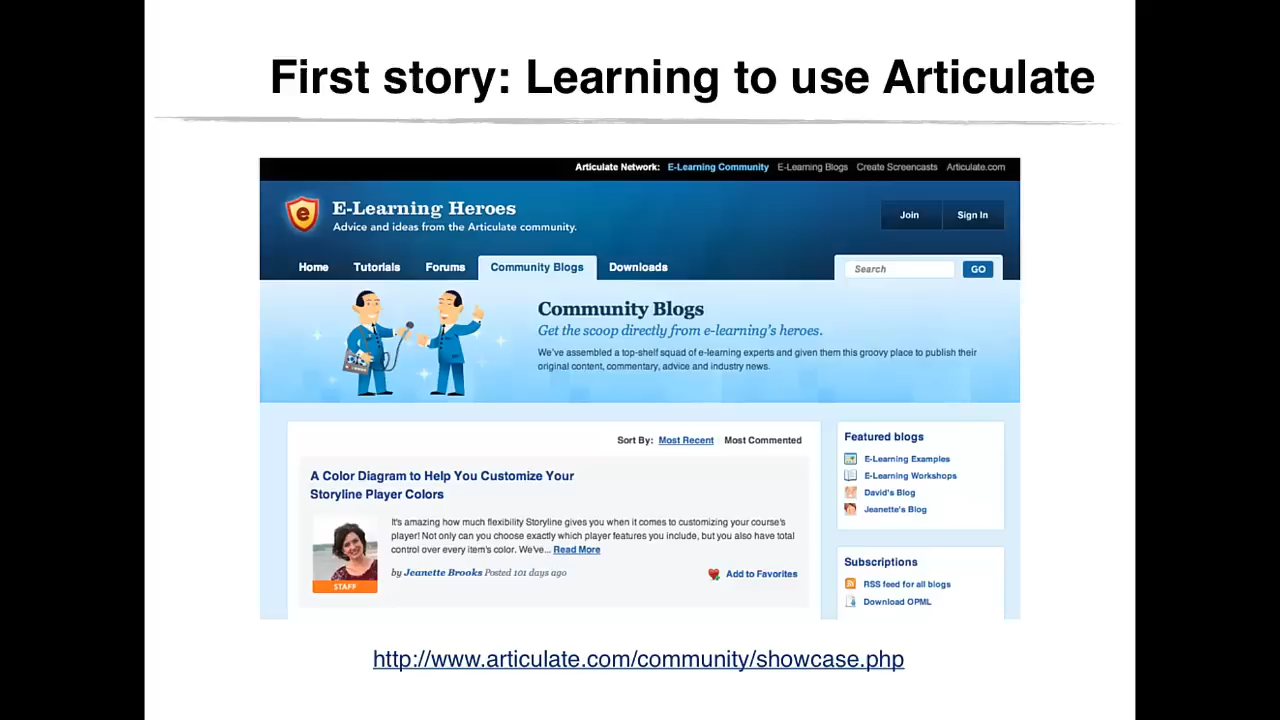 First story: Learning to use Articulate
Articulate Network: E-Learning Community E-Learning Blogs Create Screencasts Articulate.com
e
E-Learning Heroes
Advice and ideas from the Articulate community.
Join Sign In
Home Tutorials Forums Community Blogs Downloads Search GO
Community Blogs
Get the scoop directly from e-learning's heroes.
We've assembled a top-shelf squad of e-learning experts and given them this groovy place to publish their
original content, commentary, advice and industry news.
Sort By: Most Recent Most Commented
A Color Diagram to Help You Customize Your
Storyline Player Colors
It's amazing how much flexibility Storyline gives you when it comes to customizing your course's
player! Not only can you choose exactly which player features you include, but you also have total
control over every item's color. We've... Read More
by Jeanette Brooks Posted 101 days ago
Add to Favorites
STAFF
Featured blogs
E-Learning Examples
E-Learning Workshops
David's Blog
Jeanette's Blog
Subscriptions
RSS feed for all blogs
Download OPML
http://www.articulate.com/community/showcase.php